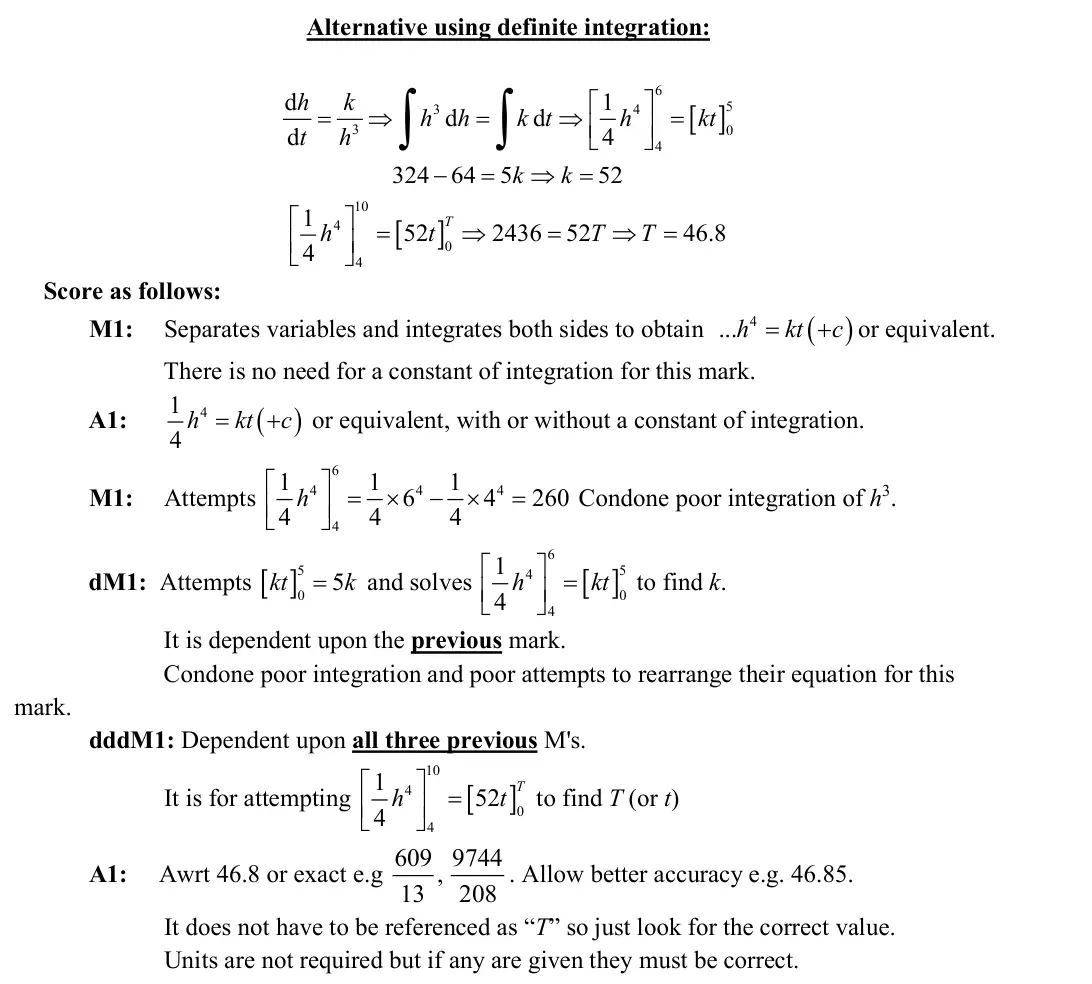 Alternative using definite integration:
dh/dt = k/h³ ⇒ ∫ h³ dh = ∫ k dt ⇒ [1/4 h⁴]₄⁶ = [kt]₀⁵
324 − 64 = 5k ⇒ k = 52
[1/4 h⁴]₄¹⁰ = [52t]₀ᵀ ⇒ 2436 = 52T ⇒ T = 46.8
Score as follows:
M1: Separates variables and integrates both sides to obtain ...h⁴ = kt(+c) or equivalent.
There is no need for a constant of integration for this mark.
A1: 1/4 h⁴ = kt(+c) or equivalent, with or without a constant of integration.
M1: Attempts [1/4 h⁴]₄⁶ = 1/4 × 6⁴ − 1/4 × 4⁴ = 260 Condone poor integration of h³.
dM1: Attempts [kt]₀⁵ = 5k and solves [1/4 h⁴]₄⁶ = [kt]₀⁵ to find k.
It is dependent upon the previous mark.
Condone poor integration and poor attempts to rearrange their equation for this
mark.
dddM1: Dependent upon all three previous M's.
It is for attempting [1/4 h⁴]₄¹⁰ = [52t]₀ᵀ to find T (or t)
A1: Awrt 46.8 or exact e.g 609/13, 9744/208. Allow better accuracy e.g. 46.85.
It does not have to be referenced as “T” so just look for the correct value.
Units are not required but if any are given they must be correct.